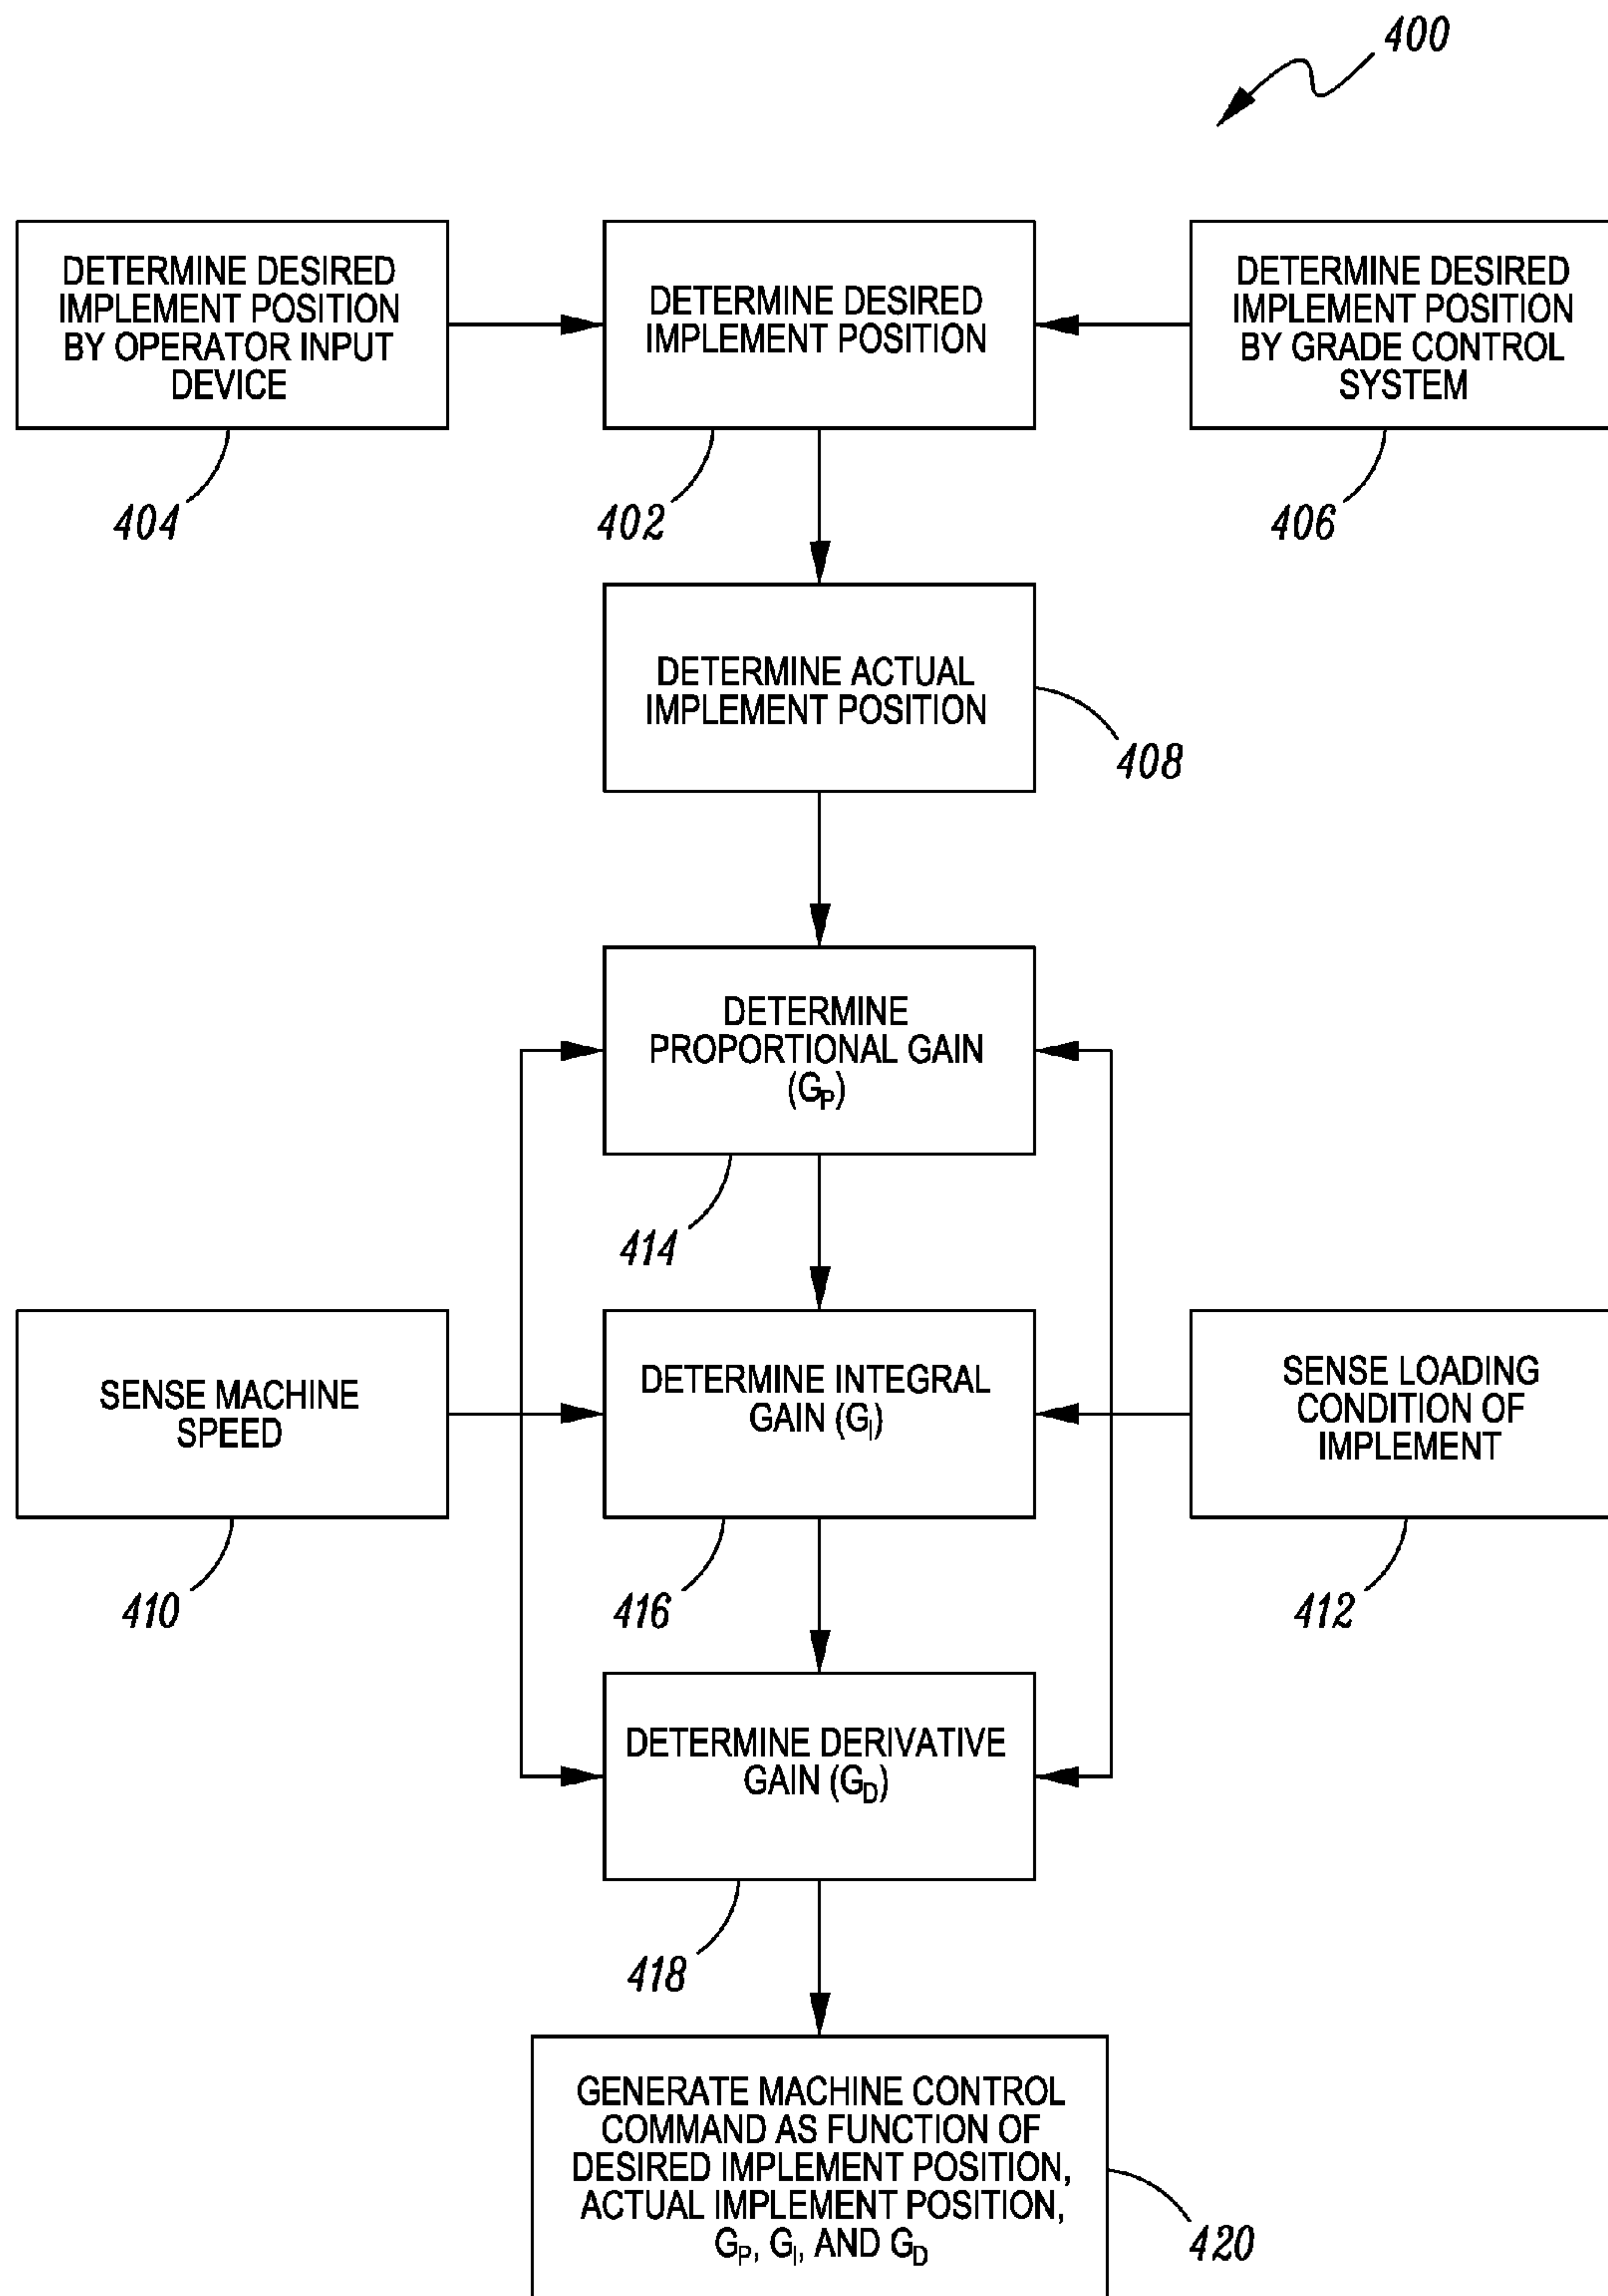 400
DETERMINE DESIRED
IMPLEMENT POSITION
BY OPERATOR INPUT
DEVICE
404
DETERMINE DESIRED
IMPLEMENT POSITION
402
DETERMINE DESIRED
IMPLEMENT POSITION
BY GRADE CONTROL
SYSTEM
406
DETERMINE ACTUAL
IMPLEMENT POSITION
408
DETERMINE
PROPORTIONAL GAIN
(GP)
414
SENSE MACHINE
SPEED
410
DETERMINE INTEGRAL
GAIN (GI)
416
SENSE LOADING
CONDITION OF
IMPLEMENT
412
DETERMINE DERIVATIVE
GAIN (GD)
418
GENERATE MACHINE CONTROL
COMMAND AS FUNCTION OF
DESIRED IMPLEMENT POSITION,
ACTUAL IMPLEMENT POSITION,
GP, GI, AND GD
420